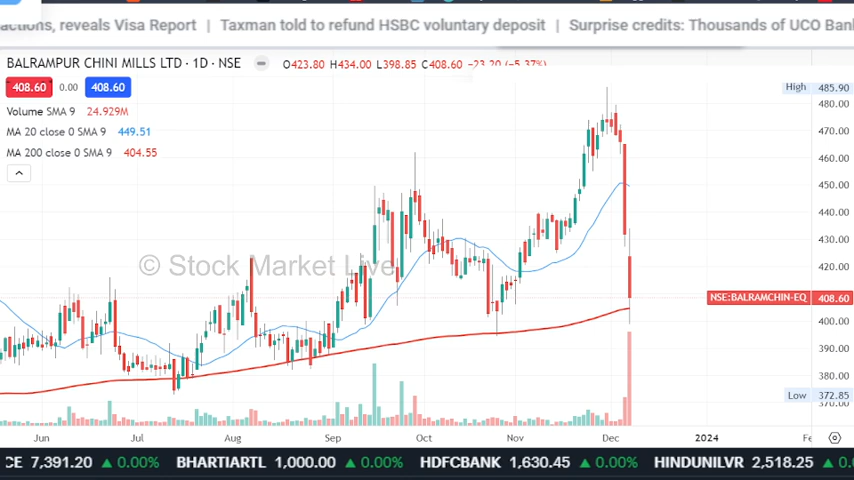 actions, reveals Visa Report | Taxman told to refund HSBC voluntary deposit | Surprise credits: Thousands of UCO Bank
BALRAMPUR CHINI MILLS LTD · 1D · NSE O423.80 H434.00 L398.85 C408.60 −23.20 (−5.37%)
408.60 0.00 408.60
Volume SMA 9 24.929M
MA 20 close 0 SMA 9 449.51
MA 200 close 0 SMA 9 404.55
High 485.90
480.00
470.00
460.00
450.00
440.00
430.00
420.00
© Stock Market Live
NSE:BALRAMCHIN-EQ 408.60
400.00
390.00
380.00
Low 372.85
370.00
Jun Jul Aug Sep Oct Nov Dec 2024 Fe
CE 7,391.20 ▲ 0.00% BHARTIARTL 1,000.00 ▲ 0.00% HDFCBANK 1,630.45 ▲ 0.00% HINDUNILVR 2,518.25 ▲ 0.0